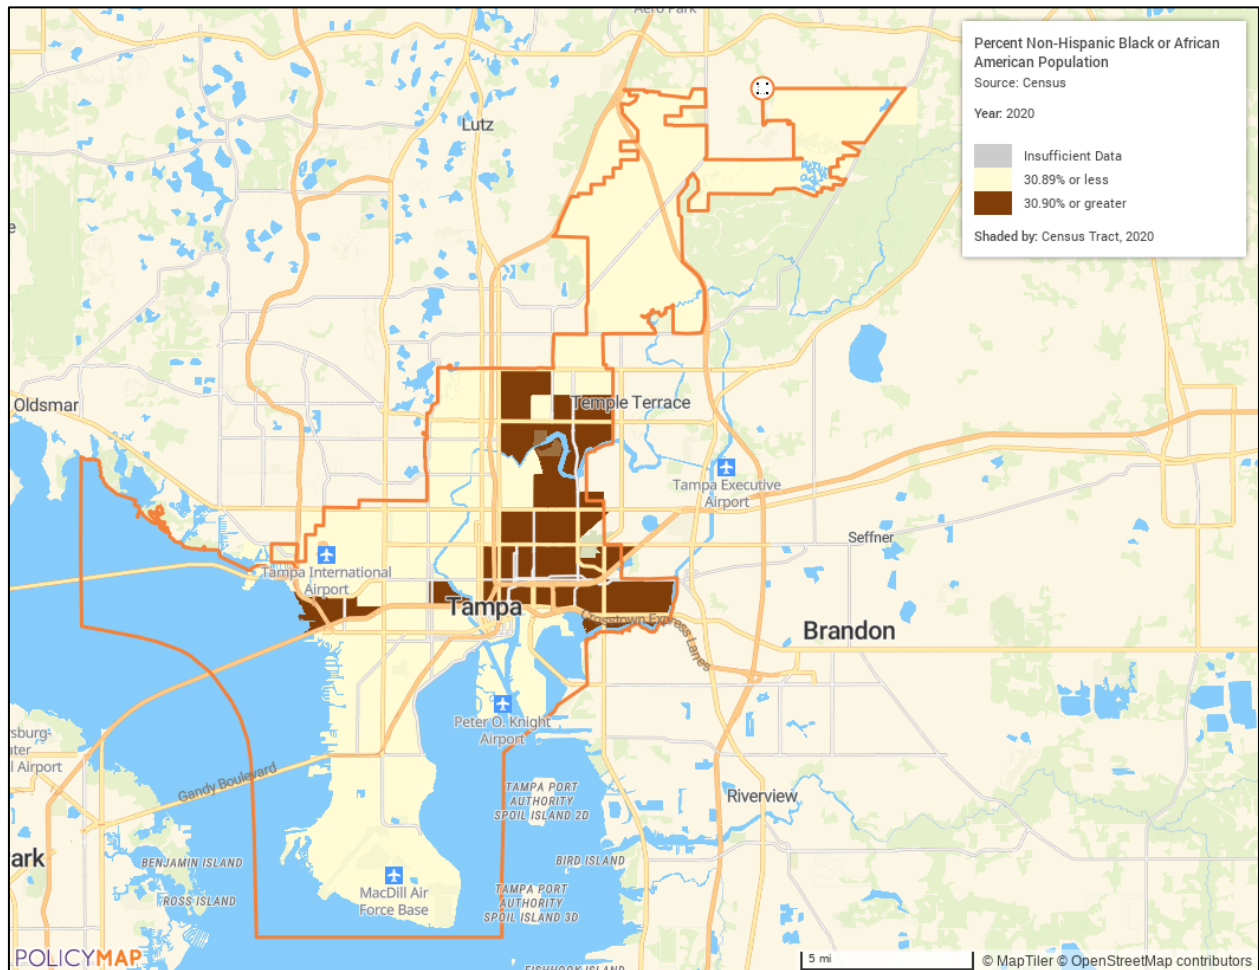 Aero Park
Percent Non-Hispanic Black or African
American Population
Source: Census
Year: 2020
Insufficient Data
30.89% or less
30.90% or greater
Shaded by: Census Tract, 2020
Lutz
Oldsmar
Temple Terrace
Tampa Executive
Airport
Seffner
Tampa International
Airport
Tampa
Crosstown Express Lanes
Brandon
Peter O. Knight
Airport
sburg-
ater
l Airport
Gandy Boulevard
TAMPA PORT
AUTHORITY
SPOIL ISLAND 2D
Riverview
ark
BENJAMIN ISLAND
ROSS ISLAND
BIRD ISLAND
MacDill Air
Force Base
TAMPA PORT
AUTHORITY
SPOIL ISLAND 3D
FISHHOOK ISLAND
POLICYMAP
5 mi
© MapTiler © OpenStreetMap contributors